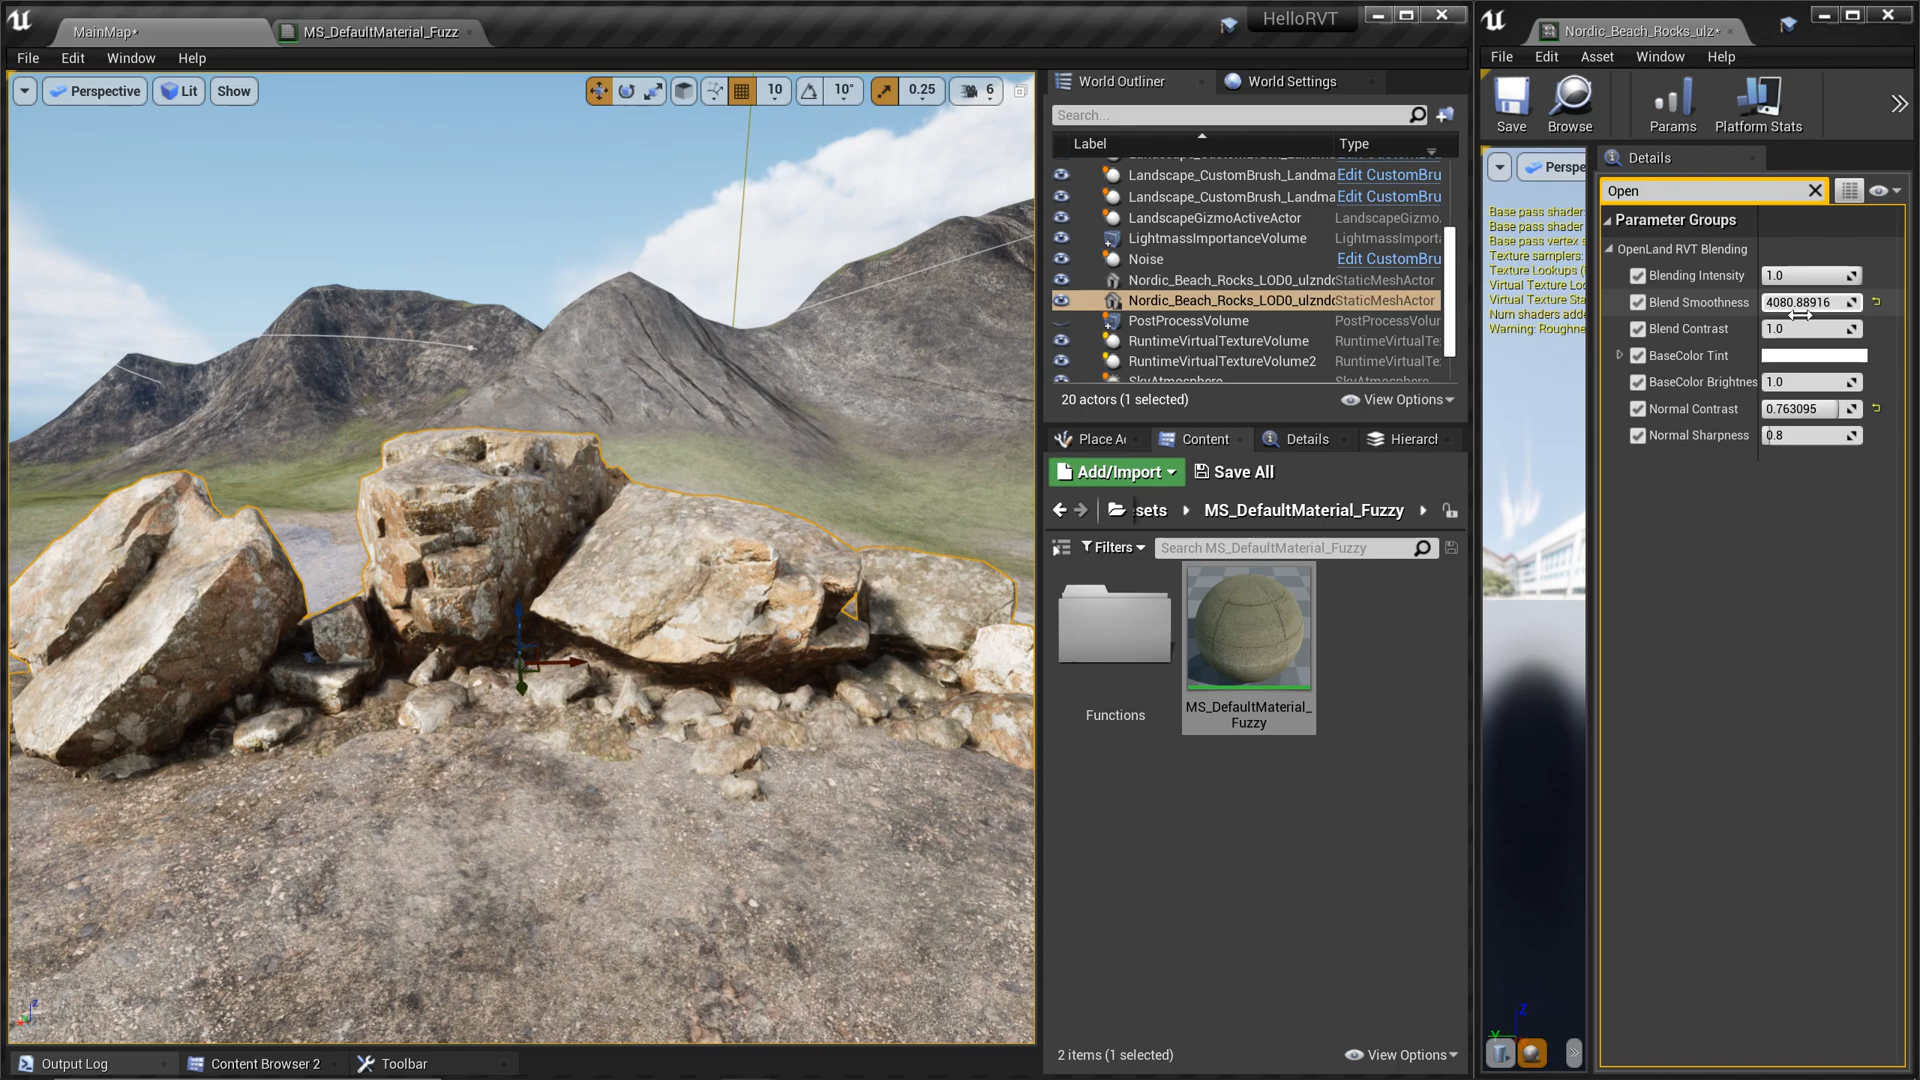 MainMap*
MS_DefaultMaterial_Fuzz
HelloRVT
File
Edit
Window
Help
Perspective
Lit
Show
10
10°
0.25
6
World Outliner
World Settings
Search...
Label
Type
Landscape_CustomBrush_Landma
Edit CustomBru
Landscape_CustomBrush_Landma
Edit CustomBru
LandscapeGizmoActiveActor
LandscapeGizmo.
LightmassImportanceVolume
LightmassImporta
Noise
Edit CustomBru
Nordic_Beach_Rocks_LOD0_ulzndc
StaticMeshActor
Nordic_Beach_Rocks_LOD0_ulzndc
StaticMeshActor
PostProcessVolume
PostProcessVolur
RuntimeVirtualTextureVolume
RuntimeVirtualTe
RuntimeVirtualTextureVolume2
RuntimeVirtualTe
SkyAtmosphere
SkyAtmosphere
20 actors (1 selected)
View Options
Place Ac
Content
Details
Hierarcl
Add/Import
Save All
sets
MS_DefaultMaterial_Fuzzy
Filters
Search MS_DefaultMaterial_Fuzzy
Functions
MS_DefaultMaterial_
Fuzzy
2 items (1 selected)
View Options
Output Log
Content Browser 2
Toolbar
Nordic_Beach_Rocks_ulz*
File
Edit
Asset
Window
Help
Save
Browse
Params
Platform Stats
Perspe
Base pass shader:
Base pass shader
Base pass vertex s
Texture samplers:
Texture Lookups (
Virtual Texture Loo
Virtual Texture Sta
Num shaders adde
Warning: Roughne
Details
Open
Parameter Groups
OpenLand RVT Blending
Blending Intensity
1.0
Blend Smoothness
4080.88916
Blend Contrast
1.0
BaseColor Tint
BaseColor Brightnes
1.0
Normal Contrast
0.763095
Normal Sharpness
0.8